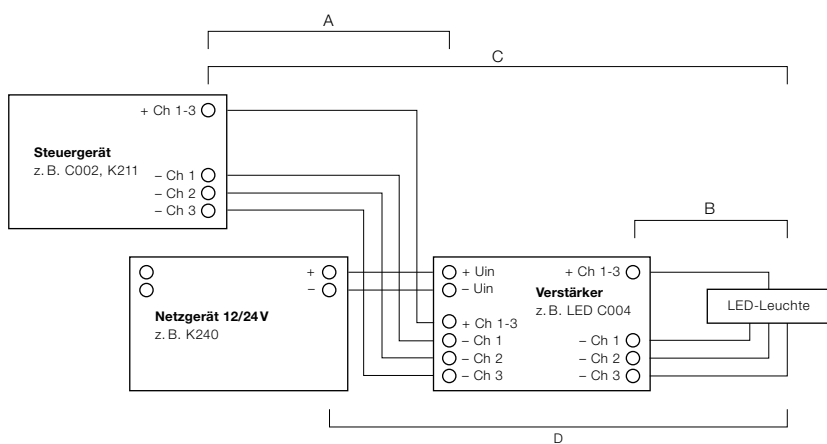 A
C
+ Ch 1-3
Steuergerät
z. B. C002, K211
– Ch 1
– Ch 2
– Ch 3
B
+
–
Netzgerät 12/24 V
z. B. K240
+ Uin
– Uin
+ Ch 1-3
– Ch 1
– Ch 2
– Ch 3
+ Ch 1-3
Verstärker
z. B. LED C004
– Ch 1
– Ch 2
– Ch 3
LED-Leuchte
D